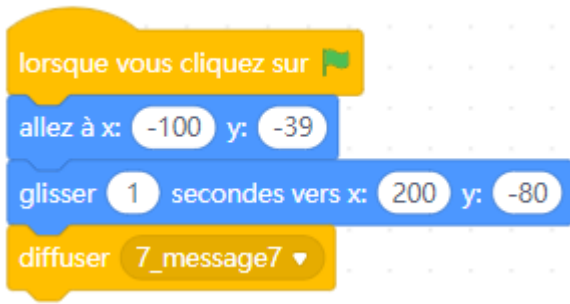 lorsque vous cliquez sur
allez à x: -100 y: -39
glisser 1 secondes vers x: 200 y: -80
diffuser 7_message7